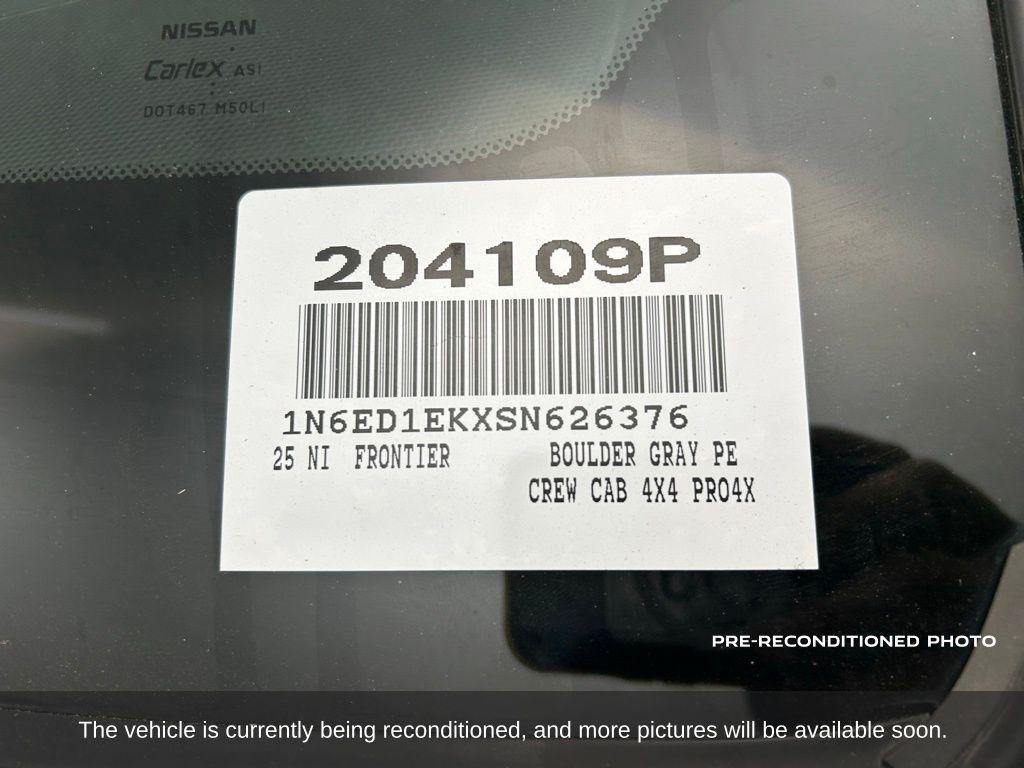 NISSAN
Carlex ASI
DOT467 M50L1
204109P
1N6ED1EKXSN626376
25 NI FRONTIER BOULDER GRAY PE
CREW CAB 4X4 PRO4X
PRE-RECONDITIONED PHOTO
The vehicle is currently being reconditioned, and more pictures will be available soon.